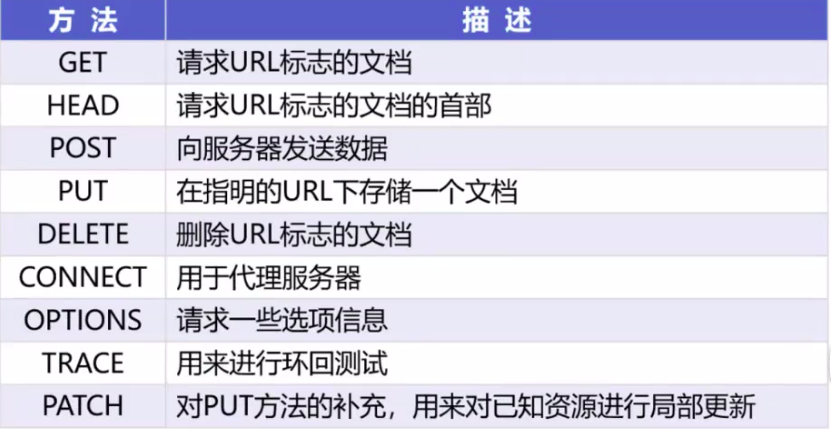 方 法 描 述
GET 请求URL标志的文档
HEAD 请求URL标志的文档的首部
POST 向服务器发送数据
PUT 在指明的URL下存储一个文档
DELETE 删除URL标志的文档
CONNECT 用于代理服务器
OPTIONS 请求一些选项信息
TRACE 用来进行环回测试
PATCH 对PUT方法的补充，用来对已知资源进行局部更新